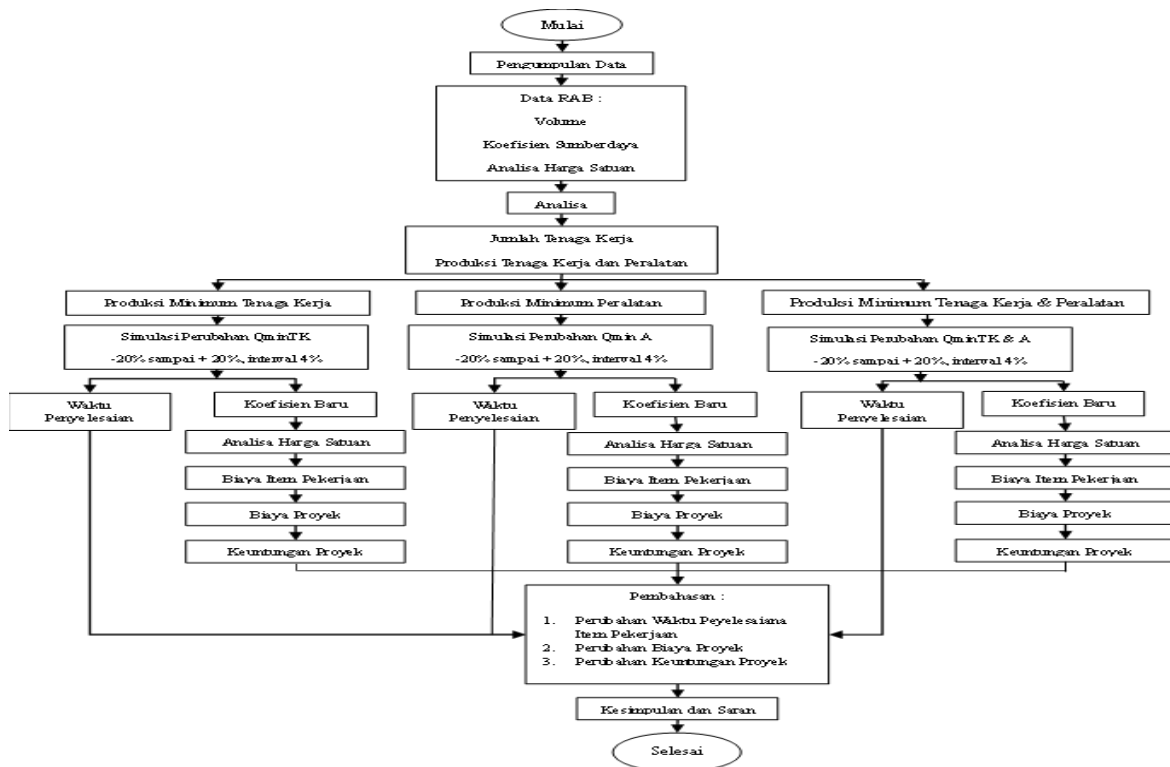 Mulai
Pengumpulan Data
Data RAB :
Volume
Koefisien Sumberdaya
Analisa Harga Satuan
Analisa
Jumlah Tenaga Kerja
Produksi Tenaga Kerja dan Peralatan
Produksi Minimum Tenaga Kerja
Simulasi Perubahan QminTK
-20% sampai + 20%, interval 4%
Waktu
Penyelesaian
Koefisien Baru
Analisa Harga Satuan
Biaya Item Pekerjaan
Biaya Proyek
Keuntungan Proyek
Produksi Minimum Peralatan
Simulasi Perubahan Qmin A
-20% sampai + 20%, interval 4%
Waktu
Penyelesaian
Koefisien Baru
Analisa Harga Satuan
Biaya Item Pekerjaan
Biaya Proyek
Keuntungan Proyek
Produksi Minimum Tenaga Kerja & Peralatan
Simulasi Perubahan QminTK & A
-20% sampai + 20%, interval 4%
Waktu
Penyelesaian
Koefisien Baru
Analisa Harga Satuan
Biaya Item Pekerjaan
Biaya Proyek
Keuntungan Proyek
Pembahasan :
1. Perubahan Waktu Peyelesaiana
Item Pekerjaan
2. Perubahan Biaya Proyek
3. Perubahan Keuntungan Proyek
Kesimpulan dan Saran
Selesai